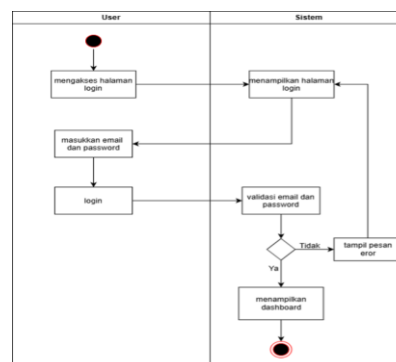 User
Sistem
mengakses halaman
login
menampilkan halaman
login
masukkan email
dan password
login
validasi email dan
password
Tidak
tampil pesan
eror
Ya
menampilkan
dashboard